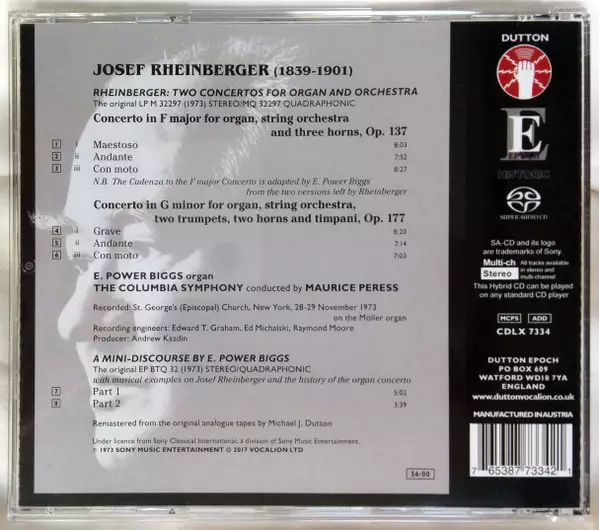 JOSEF RHEINBERGER (1839-1901)
RHEINBERGER: TWO CONCERTOS FOR ORGAN AND ORCHESTRA
The original LP M 32297 (1973) STEREO/MQ 32297 QUADRAPHONIC
Concerto in F major for organ, string orchestra
and three horns, Op. 137
1 i Maestoso 8:03
2 ii Andante 7:52
3 iii Con moto 8:27
N.B. The Cadenza to the F major Concerto is adapted by E. Power Biggs
from the two versions left by Rheinberger
Concerto in G minor for organ, string orchestra,
two trumpets, two horns and timpani, Op. 177
4 i Grave 8:20
5 ii Andante 7:14
6 iii Con moto 7:03
E. POWER BIGGS organ
THE COLUMBIA SYMPHONY conducted by MAURICE PERESS
Recorded: St. George's (Episcopal) Church, New York, 28-29 November 1973
on the Möller organ
Recording engineers: Edward T. Graham, Ed Michalski, Raymond Moore
Producer: Andrew Kazdin
A MINI-DISCOURSE BY E. POWER BIGGS
The original EP BTQ 32 (1973) STEREO/QUADRAPHONIC
with musical examples on Josef Rheinberger and the history of the organ concerto
7 Part 1 5:02
8 Part 2 3:39
Remastered from the original analogue tapes by Michael J. Dutton
Under licence from Sony Classical International, a division of Sony Music Entertainment.
℗ 1973 SONY MUSIC ENTERTAINMENT © 2017 VOCALION LTD
56:00
DUTTON
E
EPOCH
HISTORIC
SUPER AUDIO CD
SA-CD and its logo
are trademarks of Sony.
Multi-ch
Stereo
All tracks available
in stereo and
multi-channel
This Hybrid CD can be played
on any standard CD player
MCPS ADD
CDLX 7334
DUTTON EPOCH
PO BOX 609
WATFORD WD18 7YA
ENGLAND
www.duttonvocalion.co.uk
MANUFACTURED IN AUSTRIA
7 65387 73342 1